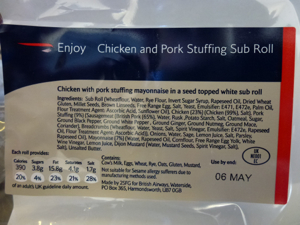 Enjoy Chicken and Pork Stuffing Sub Roll
Chicken with pork stuffing mayonnaise in a seed topped white sub roll
Ingredients: Sub Roll (Wheatflour, Water, Rye Flour, Invert Sugar Syrup, Rapeseed Oil, Dried Wheat
Gluten, Millet Seeds, Brown Linseeds, Free Range Egg, Salt, Yeast, Emulsifier: E471, E472e, Palm Oil,
Flour Treatment Agent: Ascorbic Acid, Sunflower Oil), Chicken (23%) (Chicken (99%), Salt), Pork
Stuffing (5%) (Sausagemeat (British Pork (65%), Water, Rusk, Potato Starch, Salt, Oatmeal, Sugar,
Ground Black Pepper, Ground White Pepper, Ground Ginger, Ground Nutmeg, Ground Mace,
Coriander), Breadcrumbs (Wheatflour, Water, Yeast, Salt, Spirit Vinegar, Emulsifier: E472e, Rapeseed
Oil, Flour Treatment Agent: Ascorbic Acid), Onions, Water, Sage, Lemon Juice, Salt, Parsley,
Rapeseed Oil), Mayonnaise (Water, Rapeseed Oil, Cornflour, Free Range Egg Yolk, White
Wine Vinegar, Lemon Juice, Dijon Mustard (Water, Mustard Seeds, Spirit Vinegar, Salt),
Salt), Unsalted Butter.
Each roll provides:
Calories Sugars Fat Saturates Salt
390 3.8g 15.8g 4.1g 1.7g
20% 4% 23% 21% 28%
of an adult's UK guideline daily amount.
Contains:
Cow's Milk, Eggs, Wheat, Rye, Oats, Gluten, Mustard,
Not suitable for Sesame allergy sufferers due to
manufacturing methods used.
Made by 2SFG for British Airways, Waterside,
PO Box 365, Harmondsworth, UB7 0GB
Use by end:
06 MAY
UK
EC